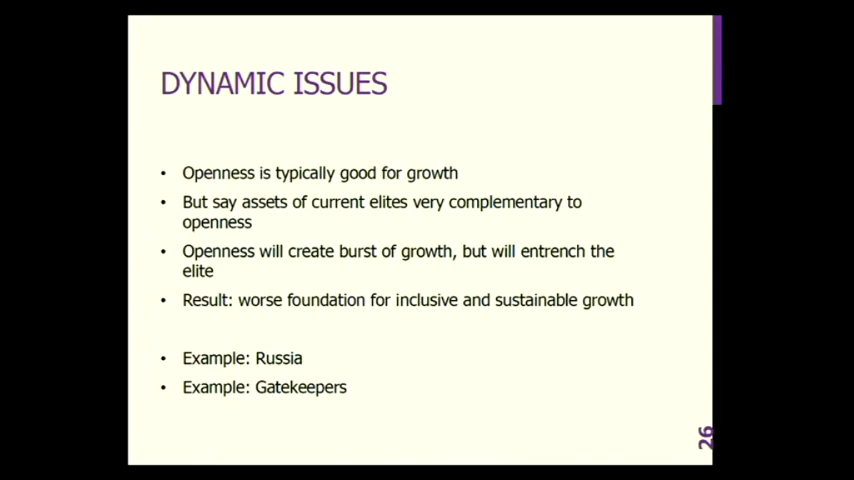 DYNAMIC ISSUES
• Openness is typically good for growth
• But say assets of current elites very complementary to
openness
• Openness will create burst of growth, but will entrench the
elite
• Result: worse foundation for inclusive and sustainable growth
• Example: Russia
• Example: Gatekeepers
26